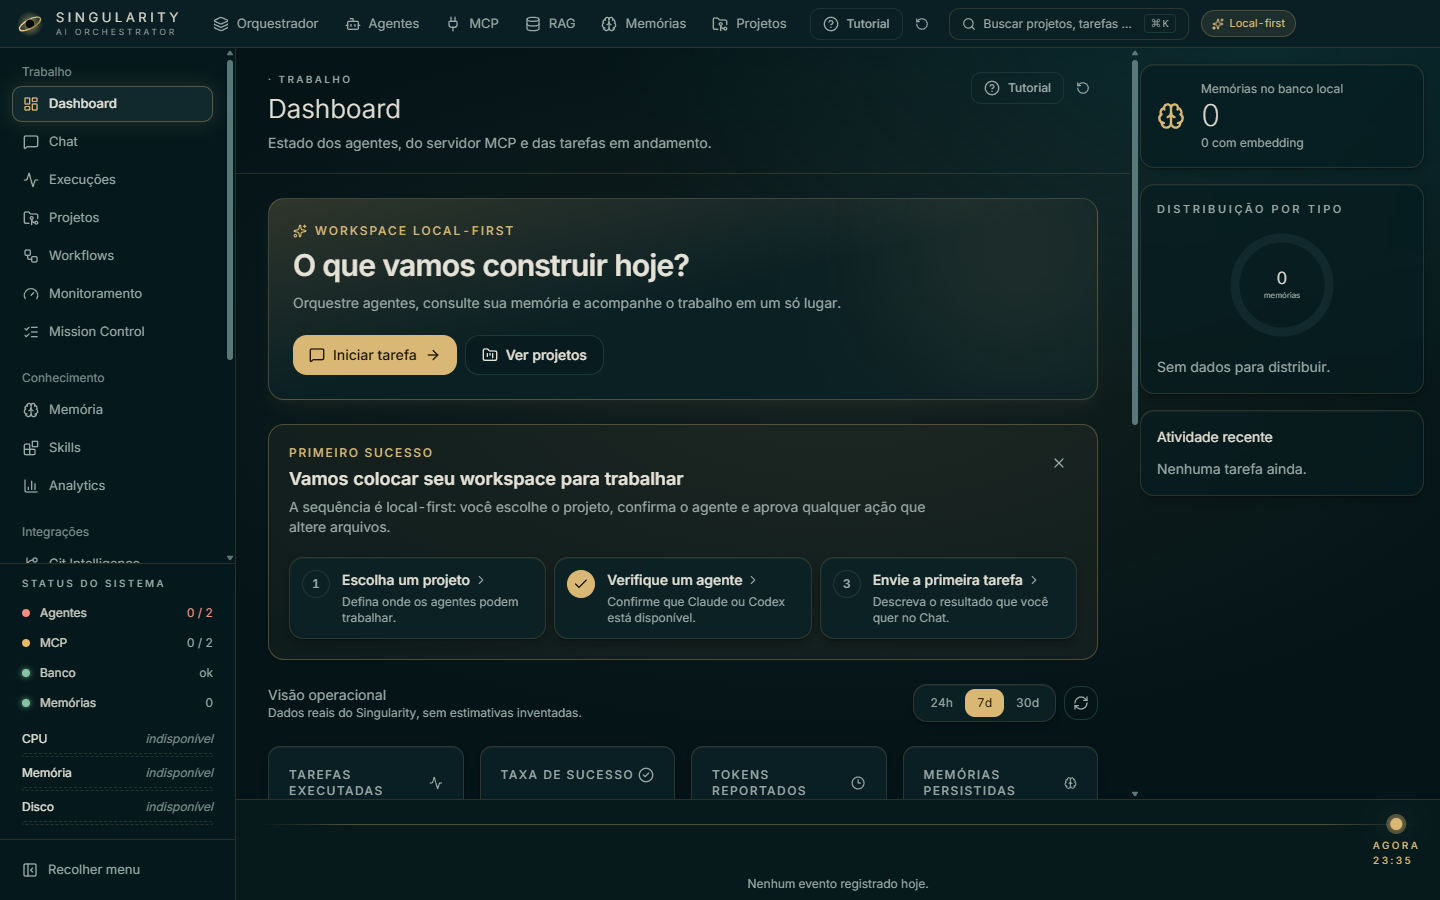 SINGULARITY
AI ORCHESTRATOR
Orquestrador
Agentes
MCP
RAG
Memórias
Projetos
Tutorial
Buscar projetos, tarefas ...
⌘K
Local-first
Trabalho
Dashboard
Chat
Execuções
Projetos
Workflows
Monitoramento
Mission Control
Conhecimento
Memória
Skills
Analytics
Integrações
Git Intelligence
STATUS DO SISTEMA
Agentes 0 / 2
MCP 0 / 2
Banco ok
Memórias 0
CPU indisponível
Memória indisponível
Disco indisponível
Recolher menu
· TRABALHO
Dashboard
Estado dos agentes, do servidor MCP e das tarefas em andamento.
Tutorial
WORKSPACE LOCAL-FIRST
O que vamos construir hoje?
Orquestre agentes, consulte sua memória e acompanhe o trabalho em um só lugar.
Iniciar tarefa
Ver projetos
PRIMEIRO SUCESSO
Vamos colocar seu workspace para trabalhar
A sequência é local-first: você escolhe o projeto, confirma o agente e aprova qualquer ação que
altere arquivos.
1
Escolha um projeto
Defina onde os agentes podem
trabalhar.
Verifique um agente
Confirme que Claude ou Codex
está disponível.
3
Envie a primeira tarefa
Descreva o resultado que você
quer no Chat.
Visão operacional
Dados reais do Singularity, sem estimativas inventadas.
24h
7d
30d
TAREFAS
EXECUTADAS
TAXA DE SUCESSO
TOKENS
REPORTADOS
MEMÓRIAS
PERSISTIDAS
Memórias no banco local
0
0 com embedding
DISTRIBUIÇÃO POR TIPO
0
memórias
Sem dados para distribuir.
Atividade recente
Nenhuma tarefa ainda.
AGORA
23:35
Nenhum evento registrado hoje.